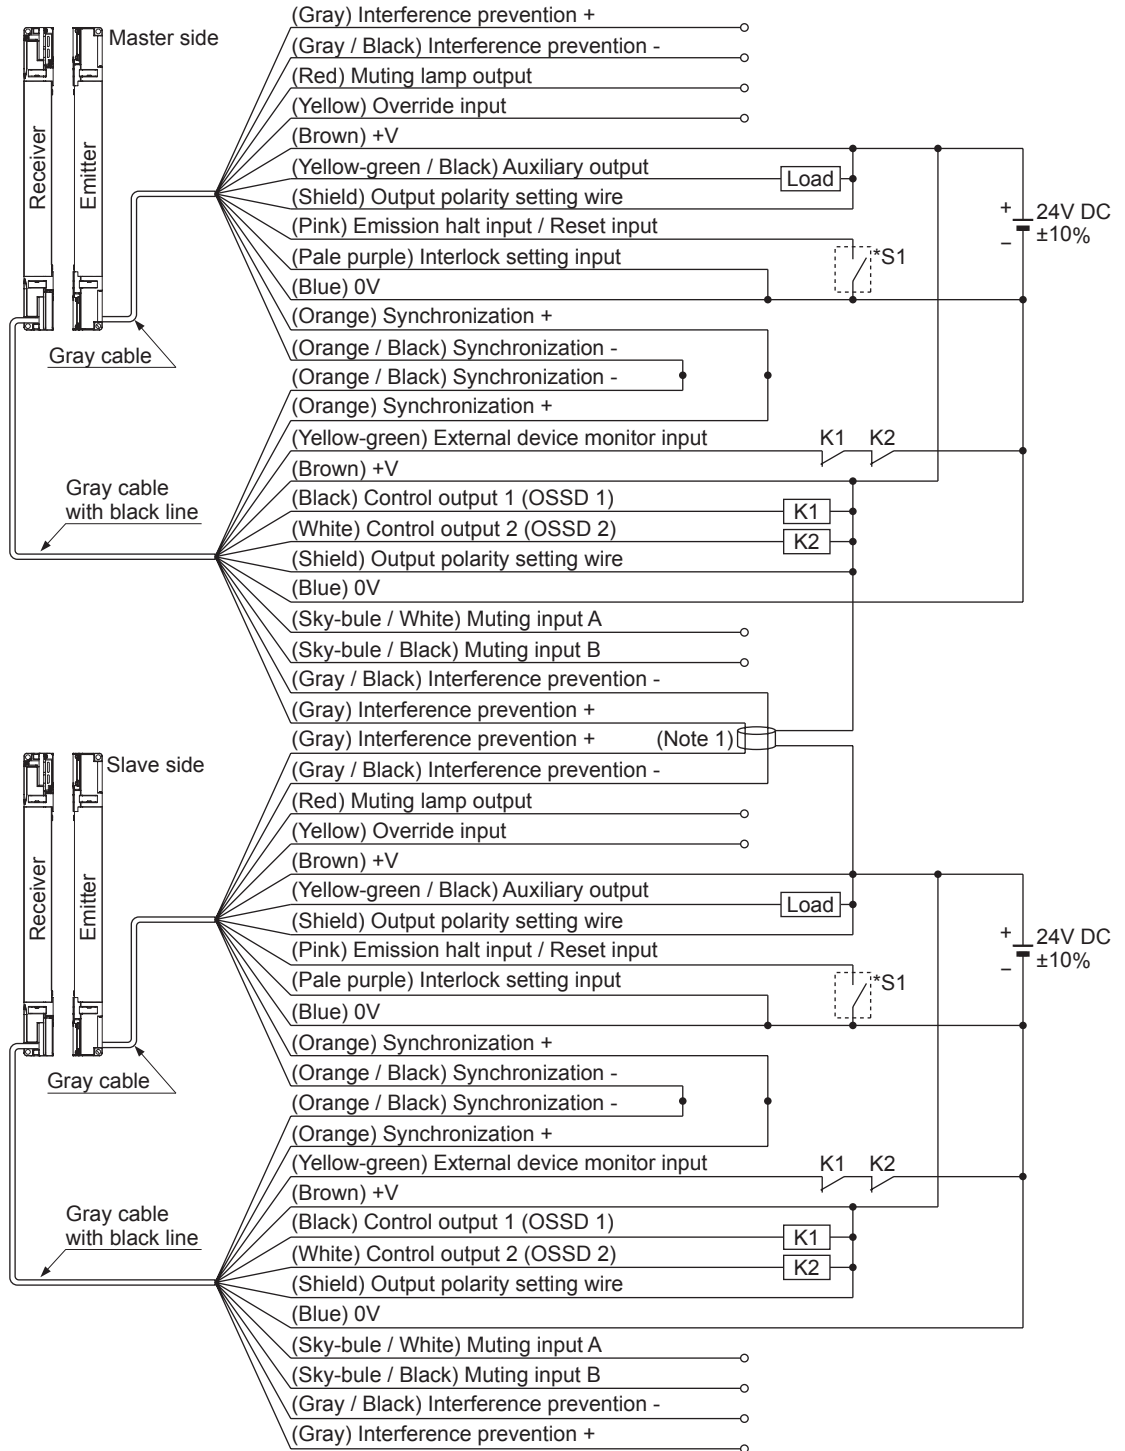 (Gray) Interference prevention +
Master side
(Gray / Black) Interference prevention -
(Red) Muting lamp output
(Yellow) Override input
(Brown) +V
Receiver
Emitter
(Yellow-green / Black) Auxiliary output
Load
(Shield) Output polarity setting wire
+
24V DC
±10%
−
(Pink) Emission halt input / Reset input
*S1
(Pale purple) Interlock setting input
(Blue) 0V
(Orange) Synchronization +
Gray cable
(Orange / Black) Synchronization -
(Orange / Black) Synchronization -
(Orange) Synchronization +
(Yellow-green) External device monitor input
K1
K2
(Brown) +V
Gray cable
with black line
(Black) Control output 1 (OSSD 1)
K1
(White) Control output 2 (OSSD 2)
K2
(Shield) Output polarity setting wire
(Blue) 0V
(Sky-bule / White) Muting input A
(Sky-bule / Black) Muting input B
(Gray / Black) Interference prevention -
(Gray) Interference prevention +
(Gray) Interference prevention +
(Note 1)
Slave side
(Gray / Black) Interference prevention -
(Red) Muting lamp output
(Yellow) Override input
(Brown) +V
Receiver
Emitter
(Yellow-green / Black) Auxiliary output
Load
(Shield) Output polarity setting wire
+
24V DC
±10%
−
(Pink) Emission halt input / Reset input
*S1
(Pale purple) Interlock setting input
(Blue) 0V
(Orange) Synchronization +
Gray cable
(Orange / Black) Synchronization -
(Orange / Black) Synchronization -
(Orange) Synchronization +
(Yellow-green) External device monitor input
K1
K2
(Brown) +V
Gray cable
with black line
(Black) Control output 1 (OSSD 1)
K1
(White) Control output 2 (OSSD 2)
K2
(Shield) Output polarity setting wire
(Blue) 0V
(Sky-bule / White) Muting input A
(Sky-bule / Black) Muting input B
(Gray / Black) Interference prevention -
(Gray) Interference prevention +